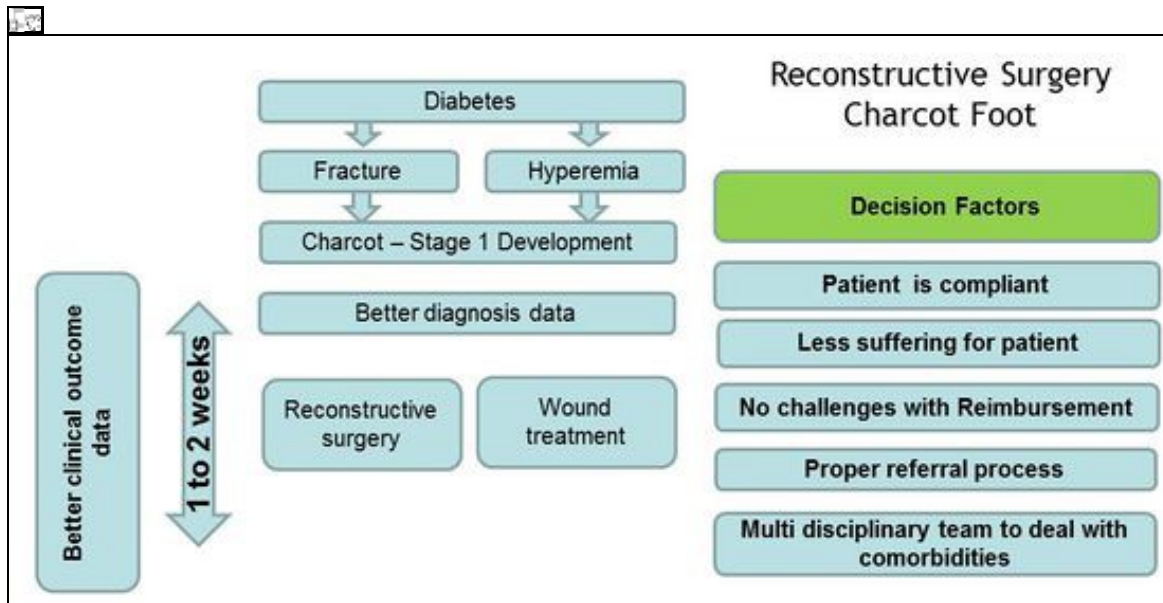 Reconstructive Surgery
Charcot Foot
Diabetes
Fracture
Hyperemia
Charcot – Stage 1 Development
Better diagnosis data
Reconstructive
surgery
Wound
treatment
Better clinical outcome
data
1 to 2 weeks
Decision Factors
Patient is compliant
Less suffering for patient
No challenges with Reimbursement
Proper referral process
Multi disciplinary team to deal with
comorbidities